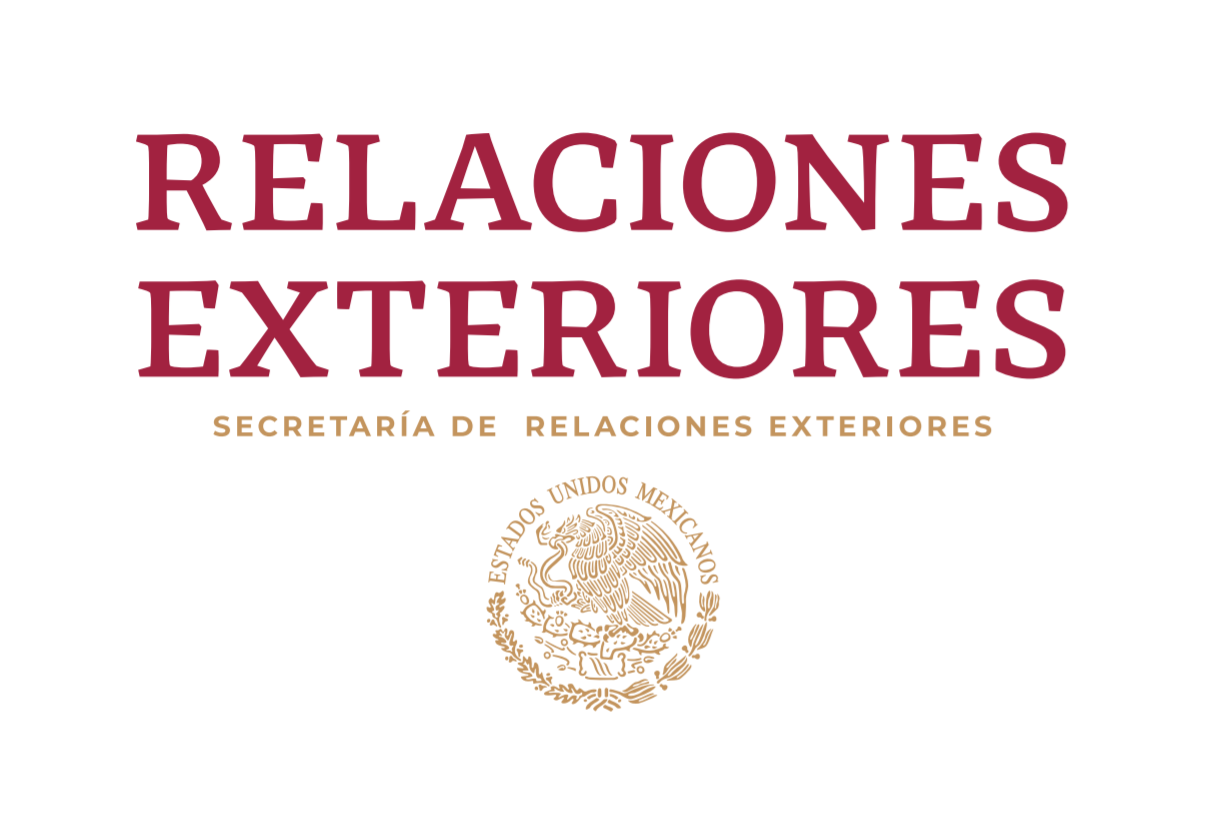 RELACIONES
EXTERIORES
SECRETARÍA DE RELACIONES EXTERIORES
ESTADOS UNIDOS MEXICANOS